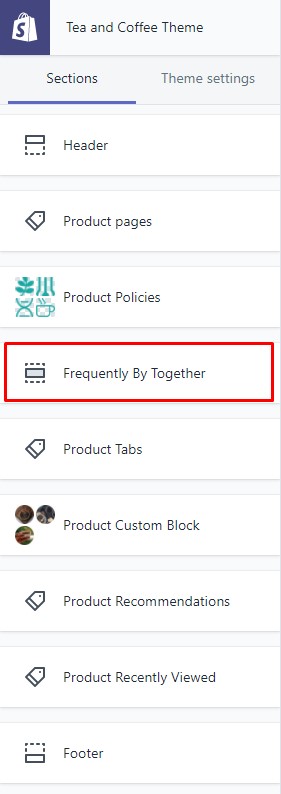 Tea and Coffee Theme
Sections
Theme settings
Header
Product pages
Product Policies
Frequently By Together
Product Tabs
Product Custom Block
Product Recommendations
Product Recently Viewed
Footer